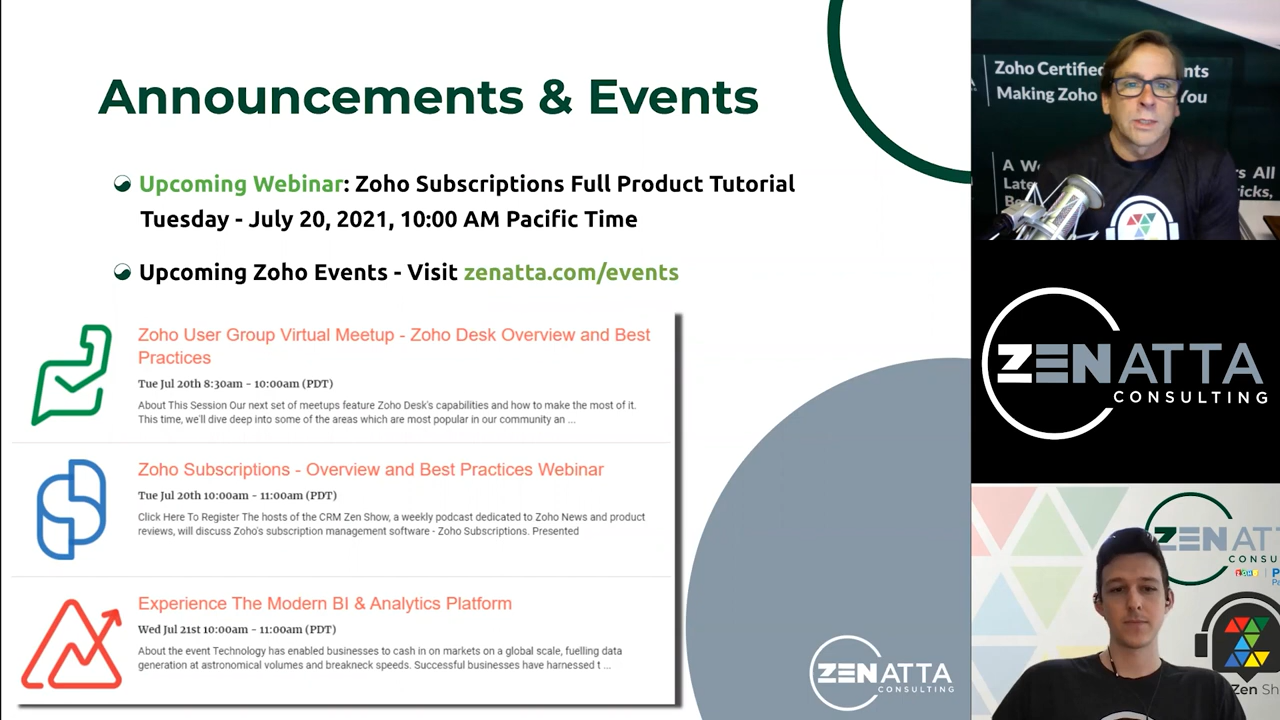 Announcements & Events
Upcoming Webinar: Zoho Subscriptions Full Product Tutorial
Tuesday - July 20, 2021, 10:00 AM Pacific Time
Upcoming Zoho Events - Visit zenatta.com/events
Zoho User Group Virtual Meetup - Zoho Desk Overview and Best
Practices
Tue Jul 20th 8:30am - 10:00am (PDT)
About This Session Our next set of meetups feature Zoho Desk's capabilities and how to make the most of it.
This time, we'll dive deep into some of the areas which are most popular in our community an ...
Zoho Subscriptions - Overview and Best Practices Webinar
Tue Jul 20th 10:00am - 11:00am (PDT)
Click Here To Register The hosts of the CRM Zen Show, a weekly podcast dedicated to Zoho News and product
reviews, will discuss Zoho's subscription management software - Zoho Subscriptions. Presented
Experience The Modern BI & Analytics Platform
Wed Jul 21st 10:00am - 11:00am (PDT)
About the event Technology has enabled businesses to cash in on markets on a global scale, fuelling data
generation at astronomical volumes and breakneck speeds. Successful businesses have harnessed t ...
ZENATTA
CONSULTING
Zoho Certified
Making Zoho You
A
All
ZENATTA
CONSULTING
ZEN ATT
CONSU
Zen Sh